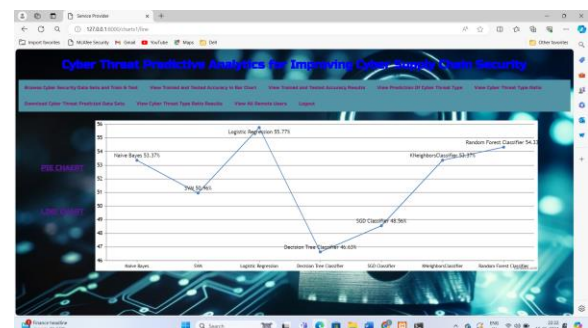 Service Provider
127.0.0.1
Import favorites McAfee Security Gmail YouTube Maps Dell Other favorites
Cyber Threat Predictive Analytics for Improving Cyber Supply Chain Security
Browse Cyber Security Data Sets and Train & Test View Trained and Tested Accuracy in Bar Chart View Trained and Tested Accuracy Results View Prediction Of Cyber Threat Type View Cyber Threat Type Ratio
Download Cyber Threat Predicted Data Sets View Cyber Threat Type Ratio Results View All Remote Users Logout
56
55
54
53
52
51
50
49
48
47
46
Logistic Regression 55.77%
Random Forest Classifier 54.33
Naive Bayes 53.37%
KNeighborsClassifier 53.37%
SVM 50.96%
SGD Classifier 48.56%
Decision Tree Classifier 46.63%
PIE CHART
LINE CHART
Naive Bayes SVM Logistic Regression Decision Tree Classifier SGD Classifier KNeighborsClassifier Random Forest Classifier
Finance headline
Search
ENG